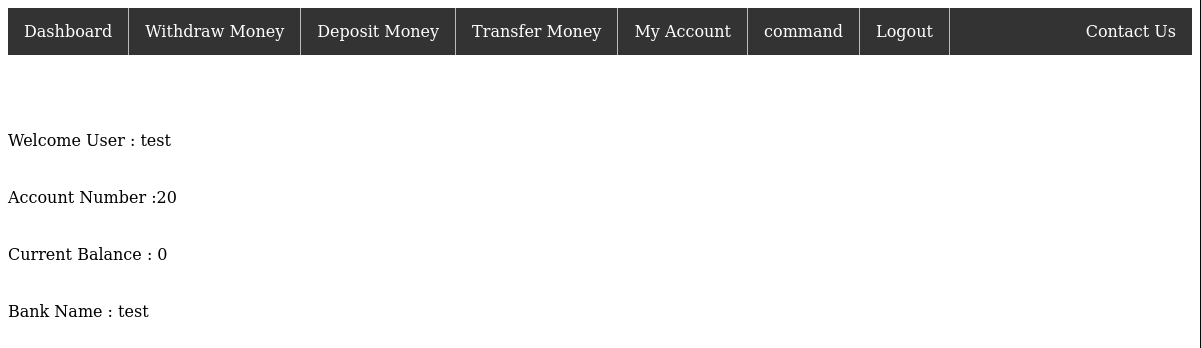 Dashboard Withdraw Money Deposit Money Transfer Money My Account command Logout Contact Us
Welcome User : test
Account Number :20
Current Balance : 0
Bank Name : test